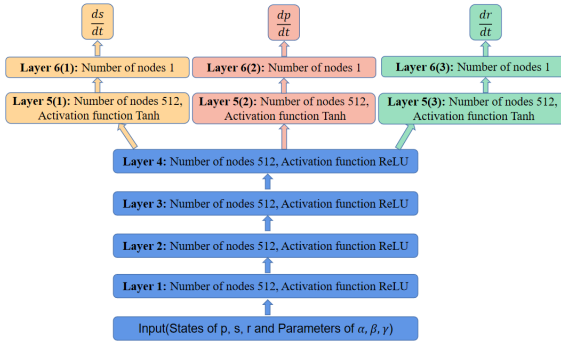 ds/dt
dp/dt
dr/dt
Layer 6(1): Number of nodes 1
Layer 6(2): Number of nodes 1
Layer 6(3): Number of nodes 1
Layer 5(1): Number of nodes 512,
Activation function Tanh
Layer 5(2): Number of nodes 512,
Activation function Tanh
Layer 5(3): Number of nodes 512,
Activation function Tanh
Layer 4: Number of nodes 512, Activation function ReLU
Layer 3: Number of nodes 512, Activation function ReLU
Layer 2: Number of nodes 512, Activation function ReLU
Layer 1: Number of nodes 512, Activation function ReLU
Input(States of p, s, r and Parameters of α, β, γ)